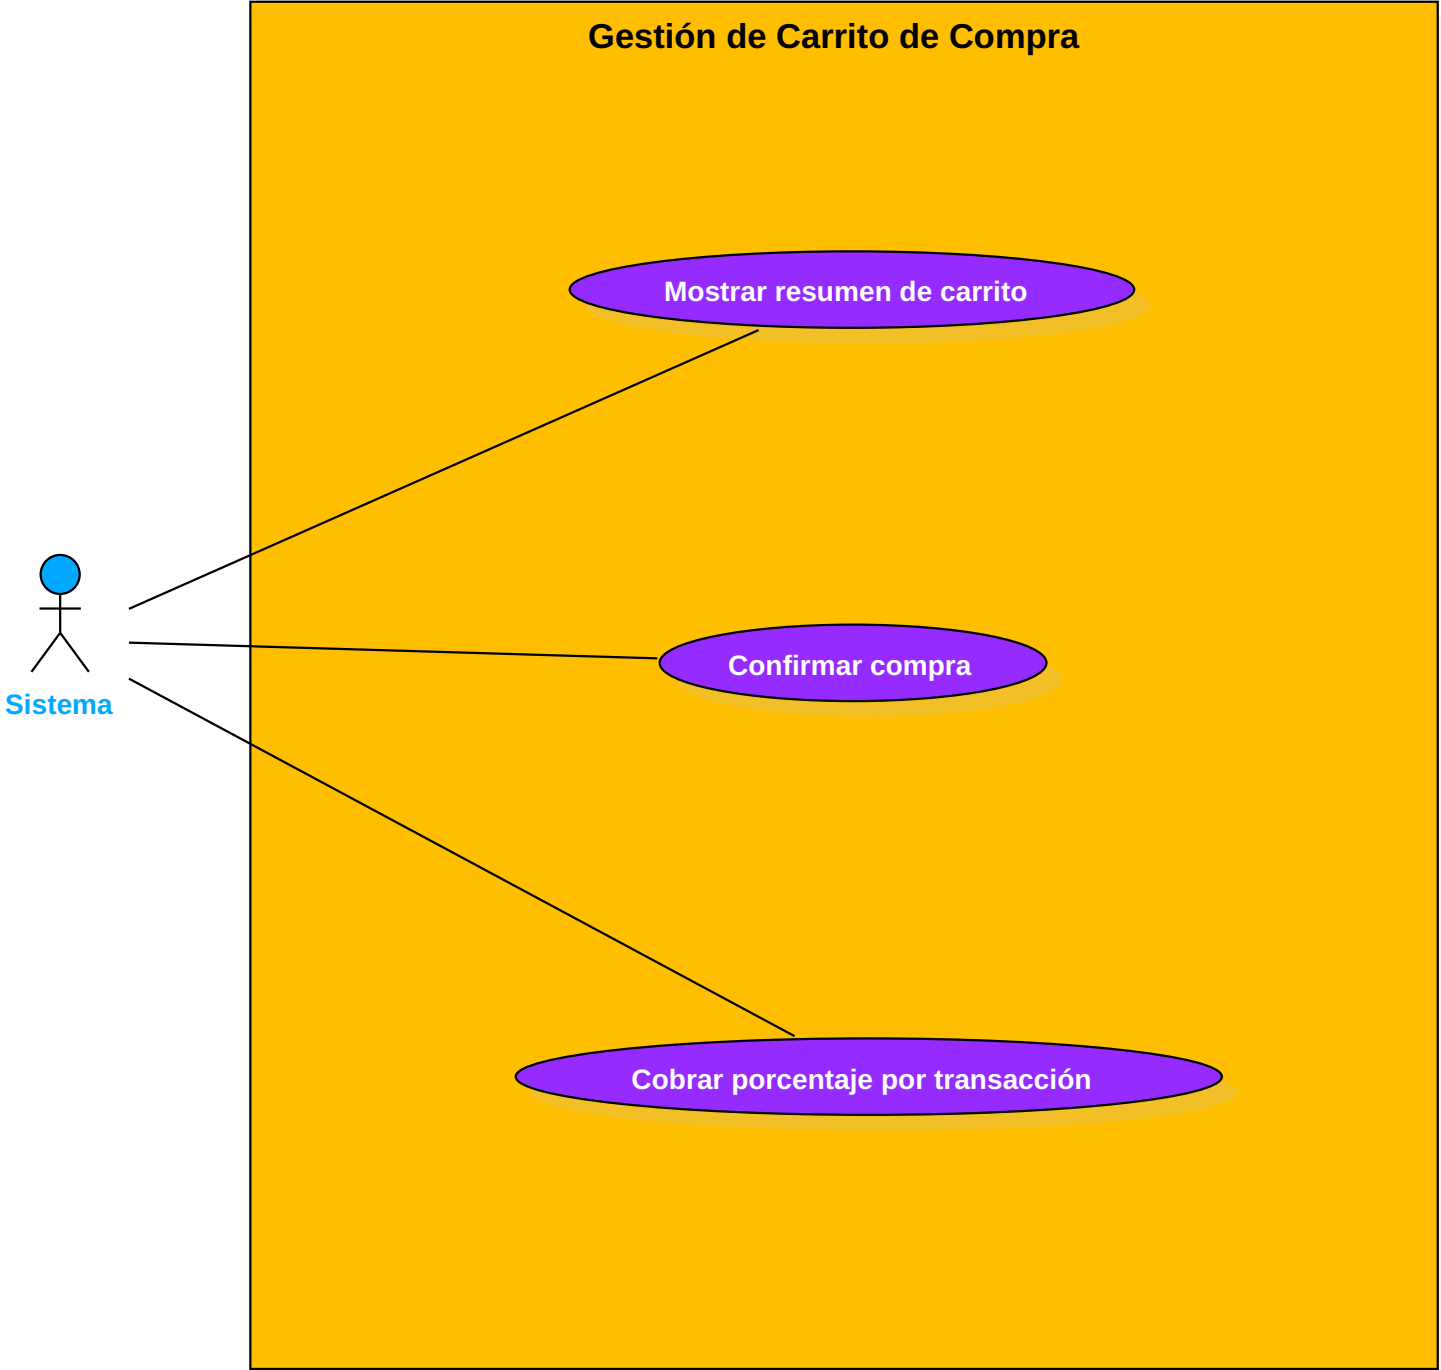 Gestión de Carrito de Compra
Mostrar resumen de carrito
Confirmar compra
Sistema
Cobrar porcentaje por transacción